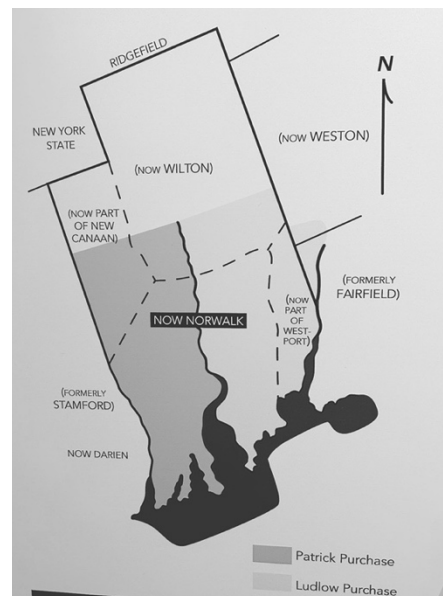 RIDGEFIELD
N
NEW YORK
STATE
(NOW WESTON)
(NOW WILTON)
(NOW PART
OF NEW
CANAAN)
(FORMERLY
FAIRFIELD)
(NOW
PART
OF
WEST-
PORT)
NOW NORWALK
(FORMERLY
STAMFORD)
NOW DARIEN
Patrick Purchase
Ludlow Purchase